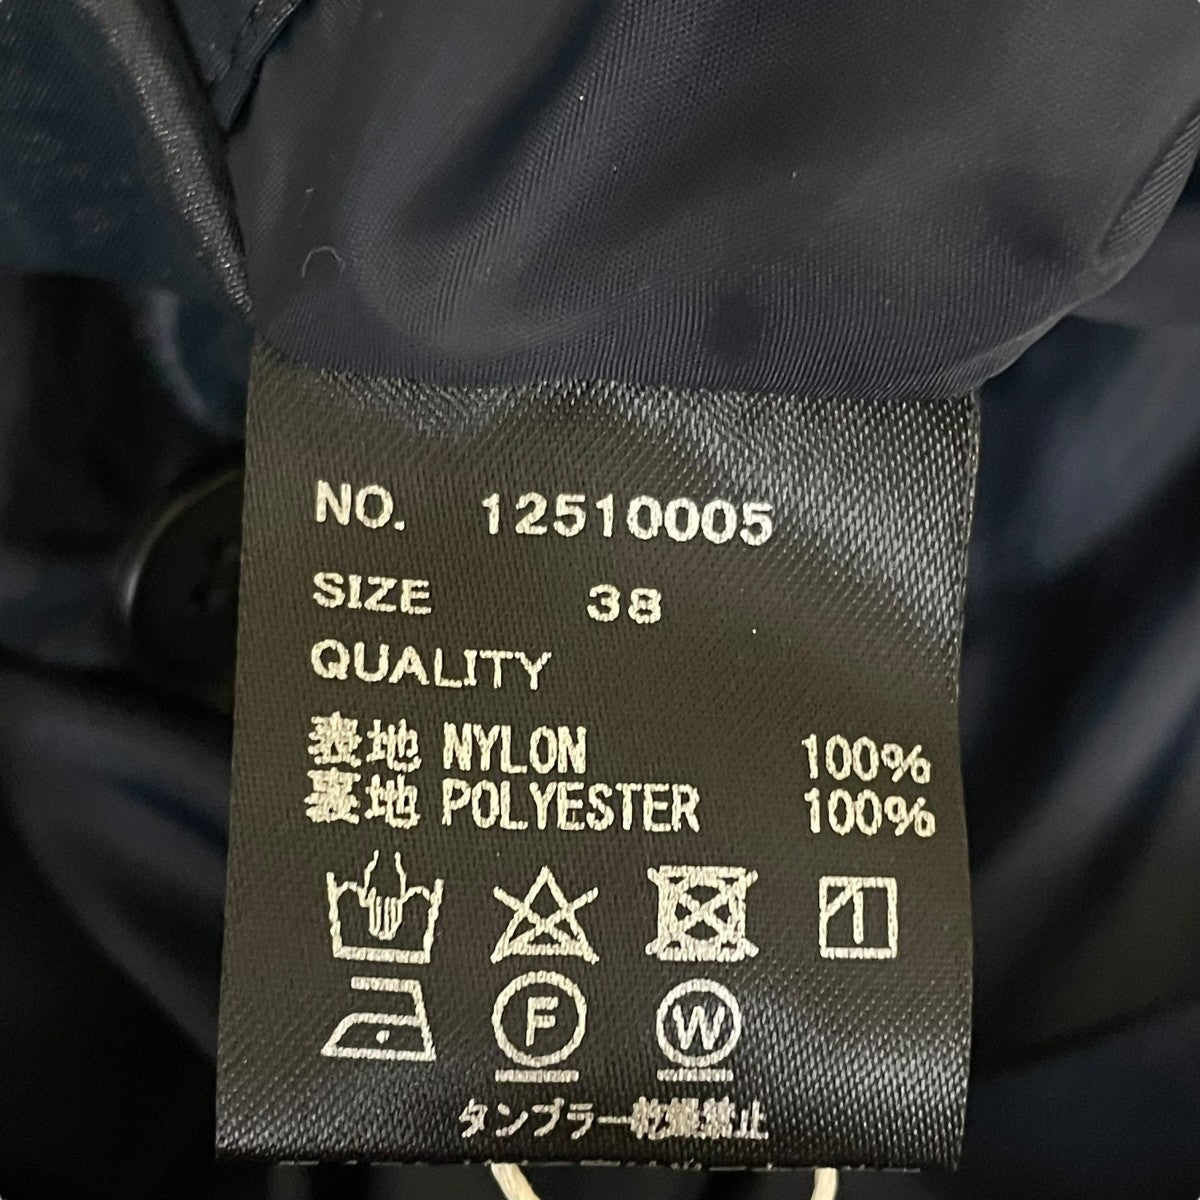 NO. 12510005
SIZE 38
QUALITY
表地 NYLON 100%
裏地 POLYESTER 100%
F W
タンブラー乾燥禁止